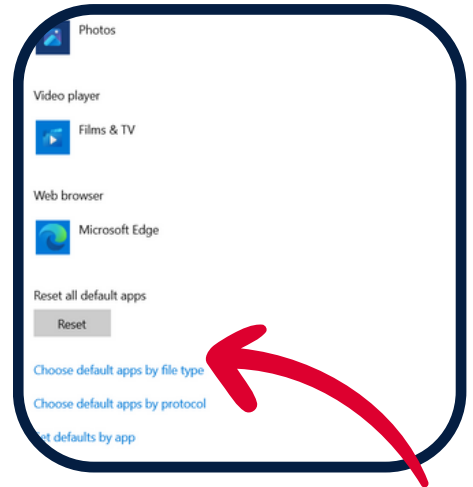 Photos
Video player
Films & TV
Web browser
Microsoft Edge
Reset all default apps
Reset
Choose default apps by file type
Choose default apps by protocol
et defaults by app